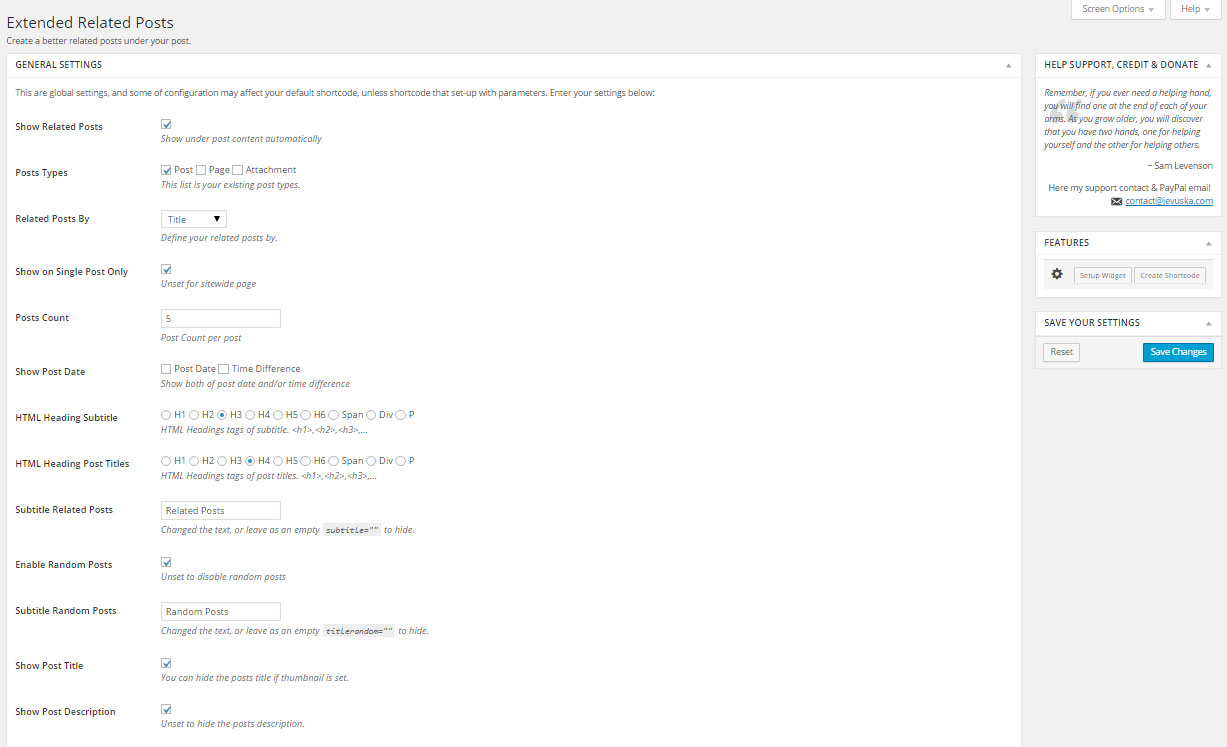 Screen Options
Help
Extended Related Posts
Create a better related posts under your post.
GENERAL SETTINGS
This are global settings, and some of configuration may affect your default shortcode, unless shortcode that set-up with parameters. Enter your settings below:
Show Related Posts
Show under post content automatically
Posts Types
Post Page Attachment
This list is your existing post types.
Related Posts By
Title
Define your related posts by.
Show on Single Post Only
Unset for sitewide page
Posts Count
5
Post Count per post
Show Post Date
Post Date Time Difference
Show both of post date and/or time difference
HTML Heading Subtitle
H1 H2 H3 H4 H5 H6 Span Div P
HTML Headings tags of subtitle. <h1>,<h2>,<h3>,...
HTML Heading Post Titles
H1 H2 H3 H4 H5 H6 Span Div P
HTML Headings tags of post titles. <h1>,<h2>,<h3>,...
Subtitle Related Posts
Related Posts
Changed the text, or leave as an empty subtitle="" to hide.
Enable Random Posts
Unset to disable random posts
Subtitle Random Posts
Random Posts
Changed the text, or leave as an empty titlerandom="" to hide.
Show Post Title
You can hide the posts title if thumbnail is set.
Show Post Description
Unset to hide the posts description.
HELP SUPPORT, CREDIT & DONATE
Remember, if you ever need a helping hand,
you will find one at the end of each of your
arms. As you grow older, you will discover
that you have two hands, one for helping
yourself and the other for helping others.
~ Sam Levenson
Here my support contact & PayPal email
contact@jevuska.com
FEATURES
Setup Widget
Create Shortcode
SAVE YOUR SETTINGS
Reset
Save Changes